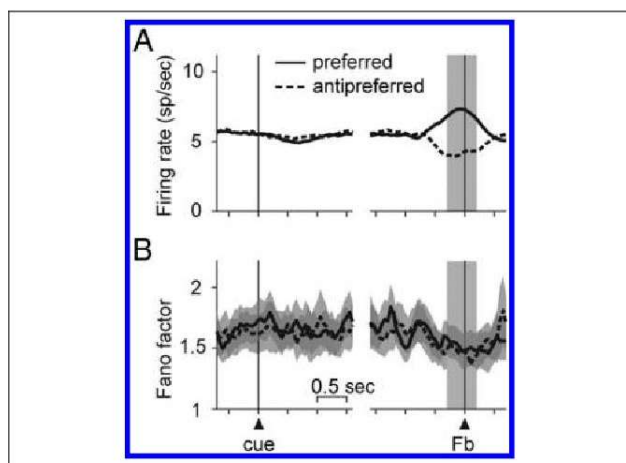 A
preferred
antipreferred
10
5
0
Firing rate (sp/sec)
B
2
1.5
1
Fano factor
0.5 sec
cue
Fb